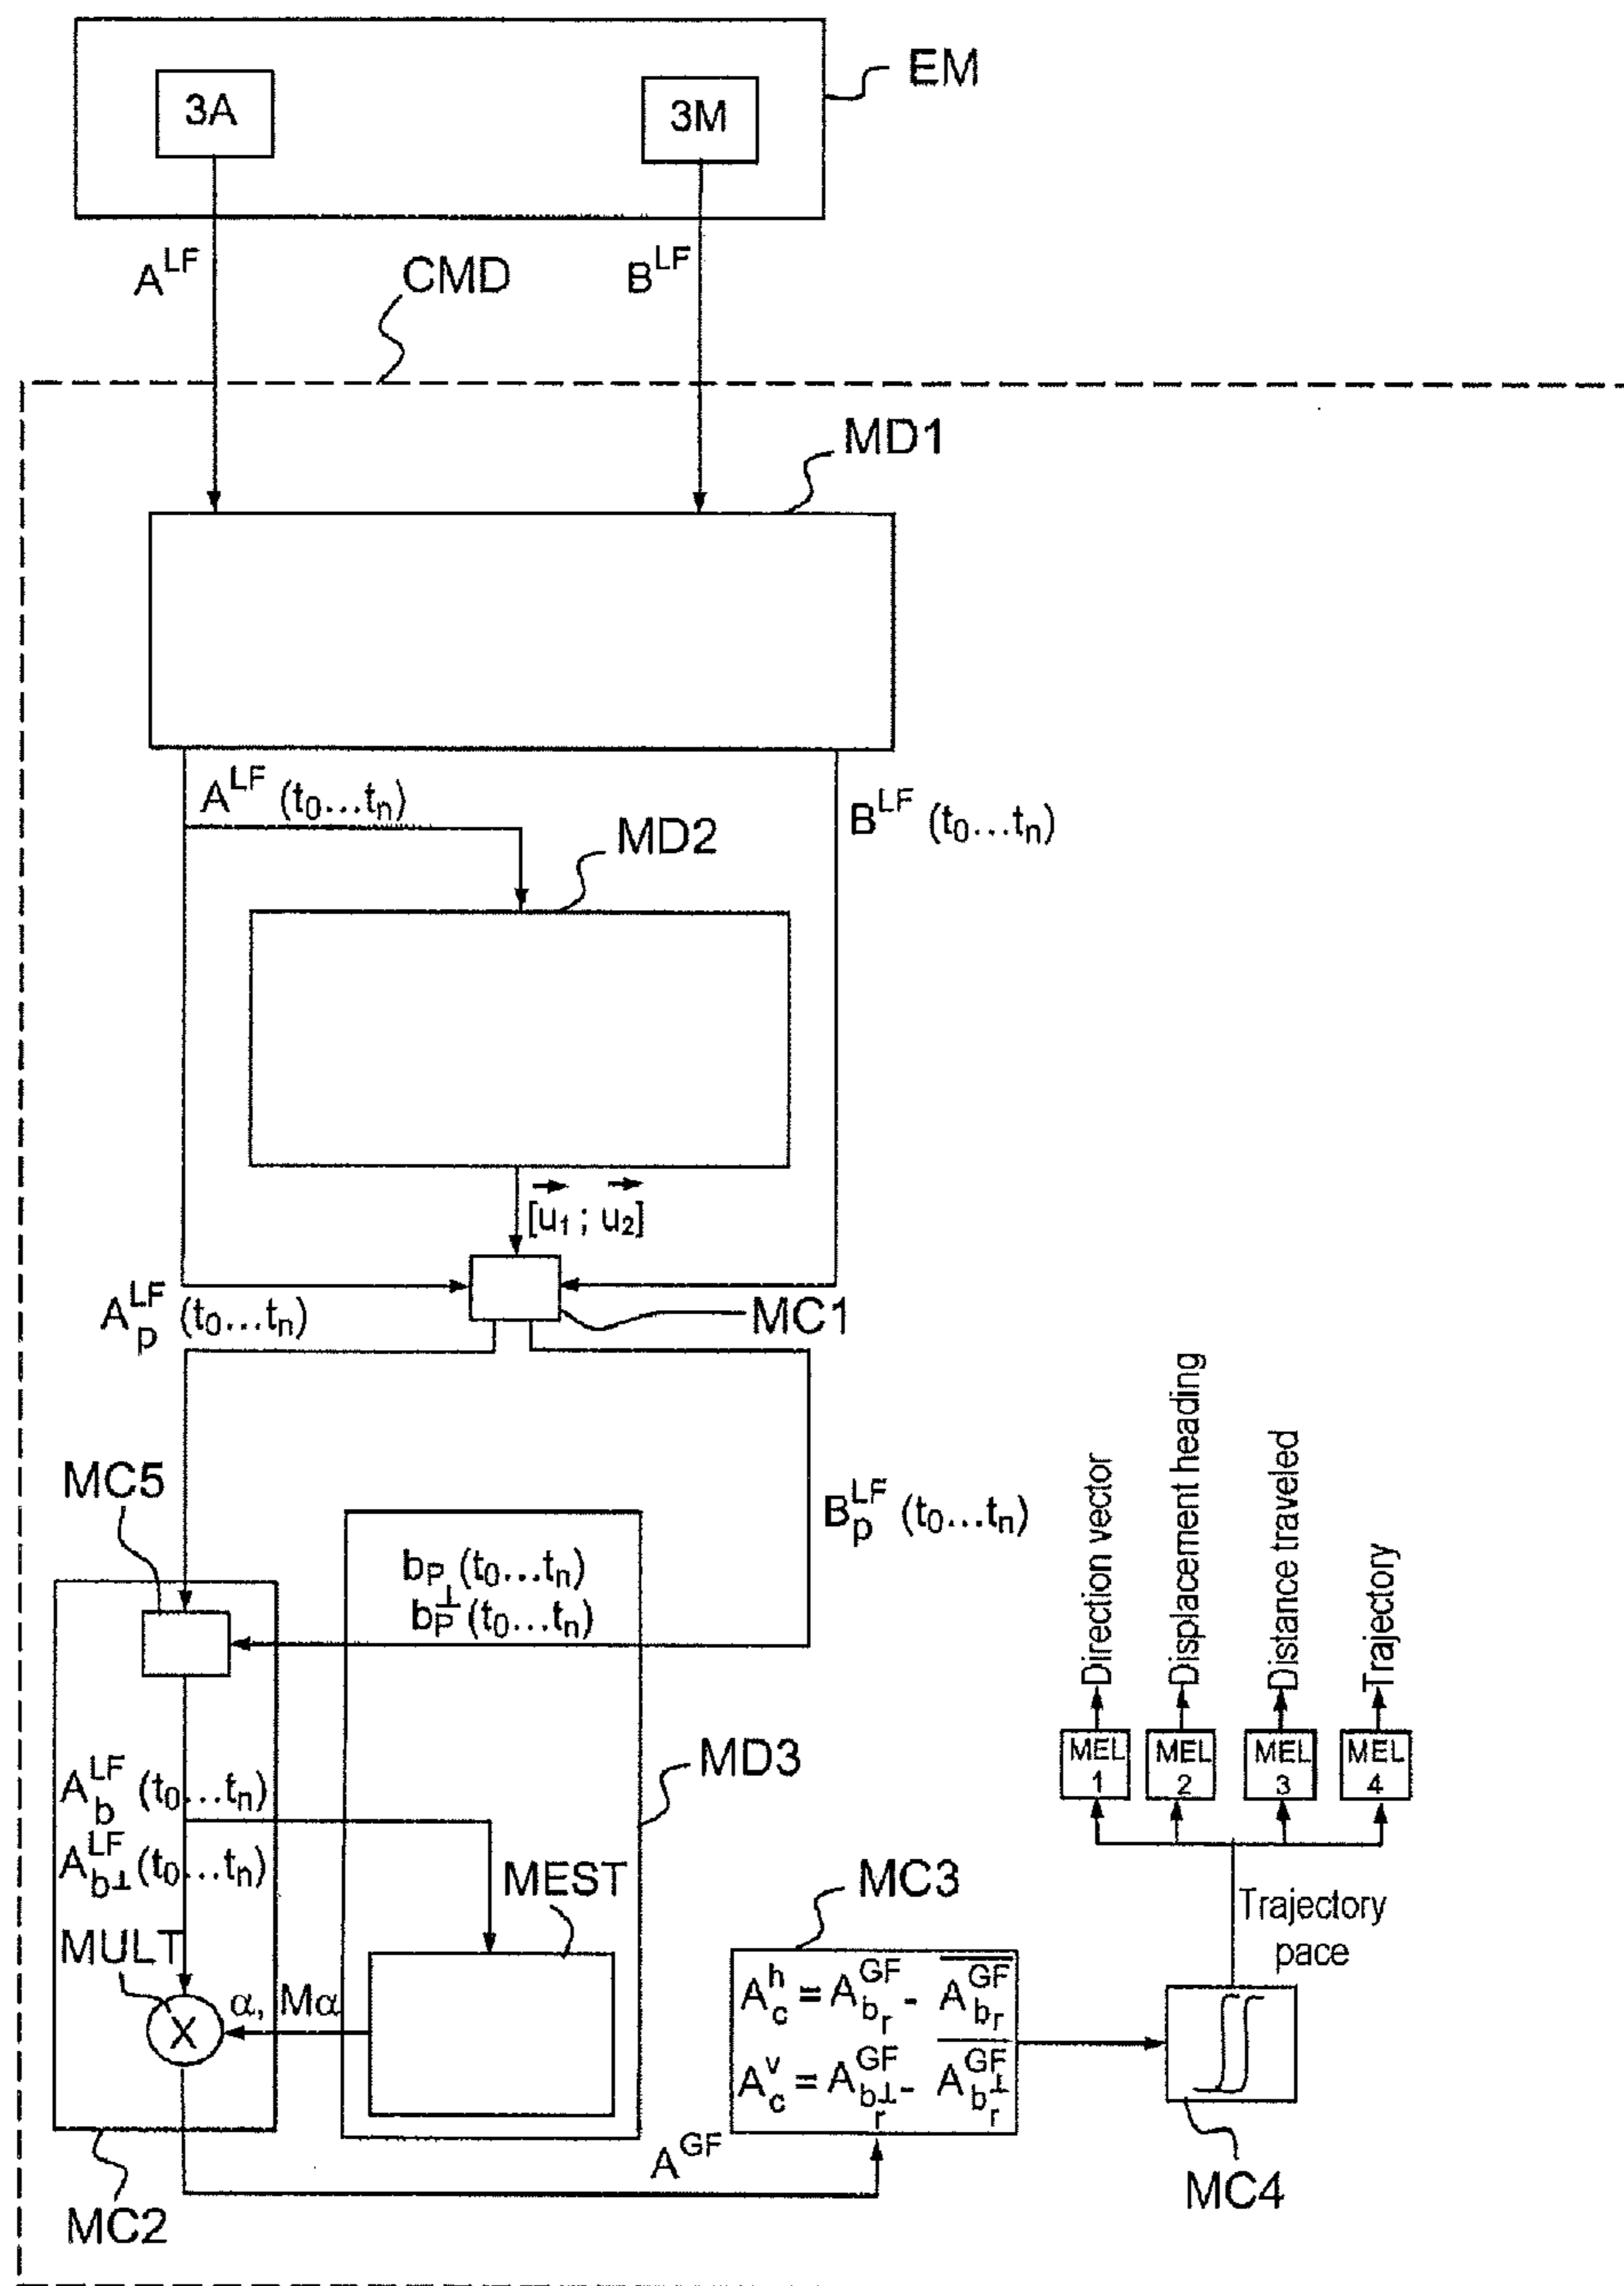 EM
3A
3M
A^LF
B^LF
CMD
MD1
A^LF (t0...tn)
B^LF (t0...tn)
MD2
[u1 ; u2]
A_p^LF (t0...tn)
MC1
MC5
B_p^LF (t0...tn)
bP (t0...tn)
bP⊥ (t0...tn)
Direction vector
Displacement heading
Distance traveled
Trajectory
MEL 1
MEL 2
MEL 3
MEL 4
MD3
A_b^LF (t0...tn)
A_b⊥^LF (t0...tn)
MEST
MC3
Trajectory
pace
MULT
X
α, Mα
A_c^h = A_br^GF - A_br^GF
A_c^v = A_b⊥r^GF - A_b⊥r^GF
∬
A^GF
MC4
MC2